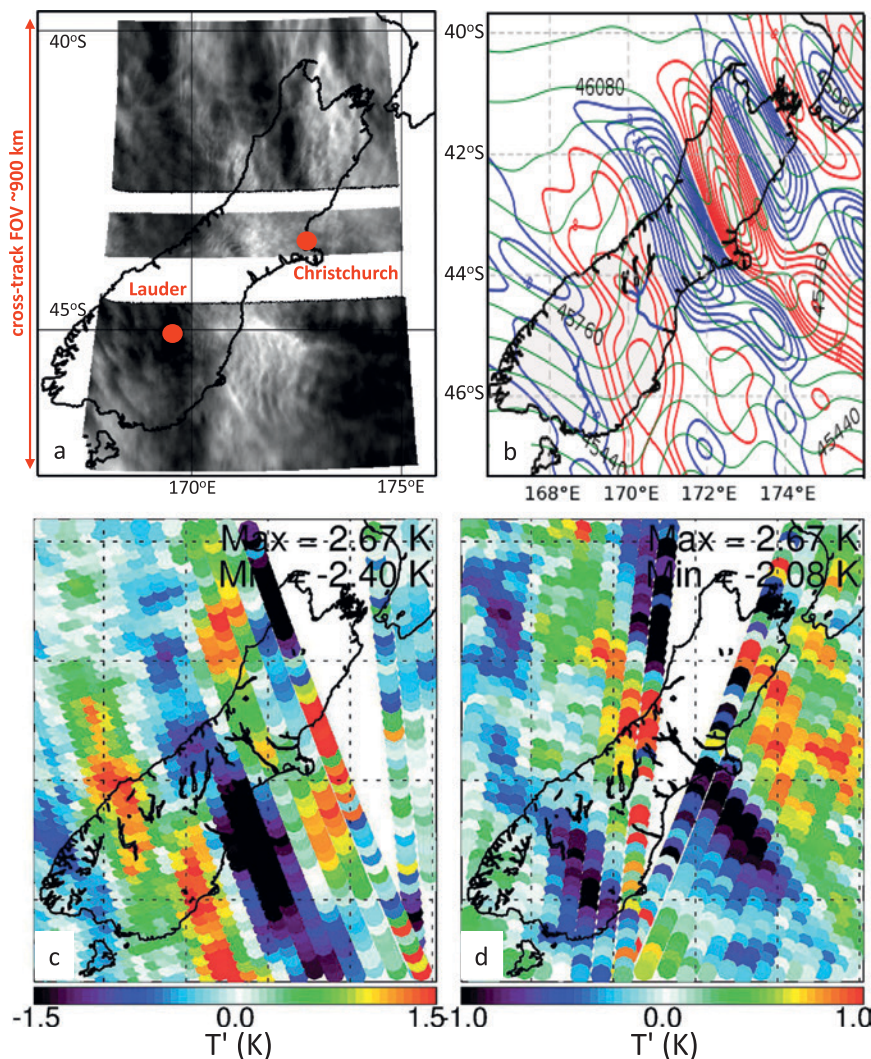 cross-track FOV ~900 km
40°S
Lauder
Christchurch
45°S
a
170°E
175°E
40°S
46080
42°S
44°S
45760
45760
46°S
45440
45440
b
168°E
170°E
172°E
174°E
Max = 2.67 K
Min = -2.40 K
c
-1.5
0.0
1.5
T' (K)
Max = 2.67 K
Min = -2.08 K
d
-1.0
0.0
1.0
T' (K)